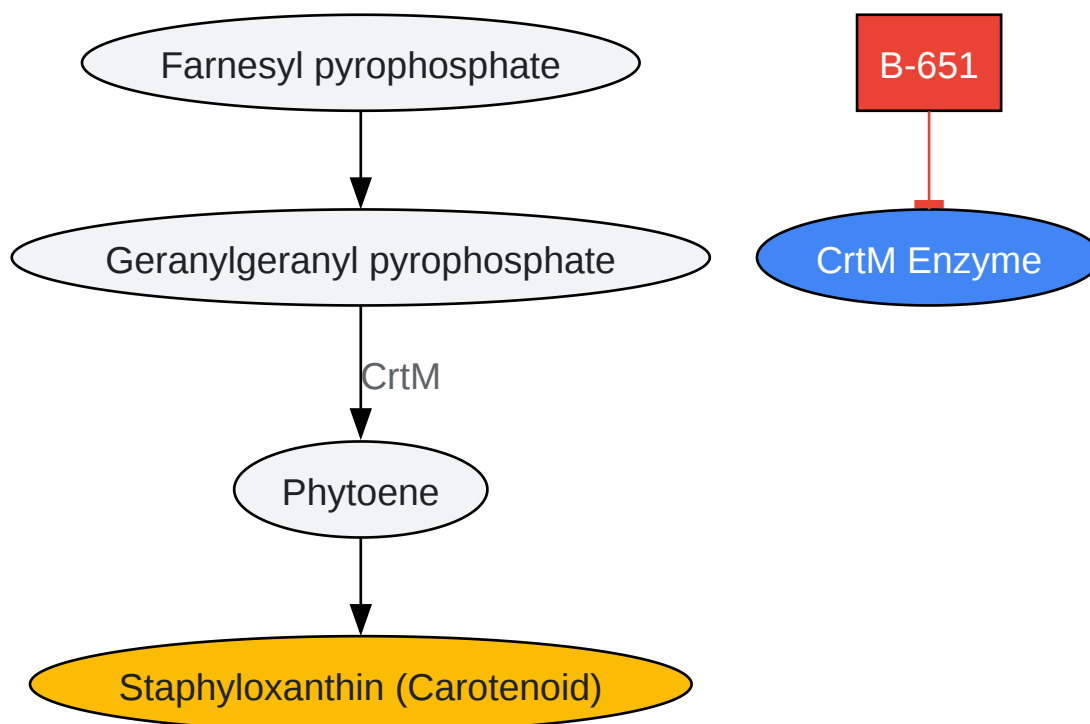 Farnesyl pyrophosphate
B-651
Geranylgeranyl pyrophosphate
CrtM Enzyme
CrtM
Phytoene
Staphyloxanthin (Carotenoid)